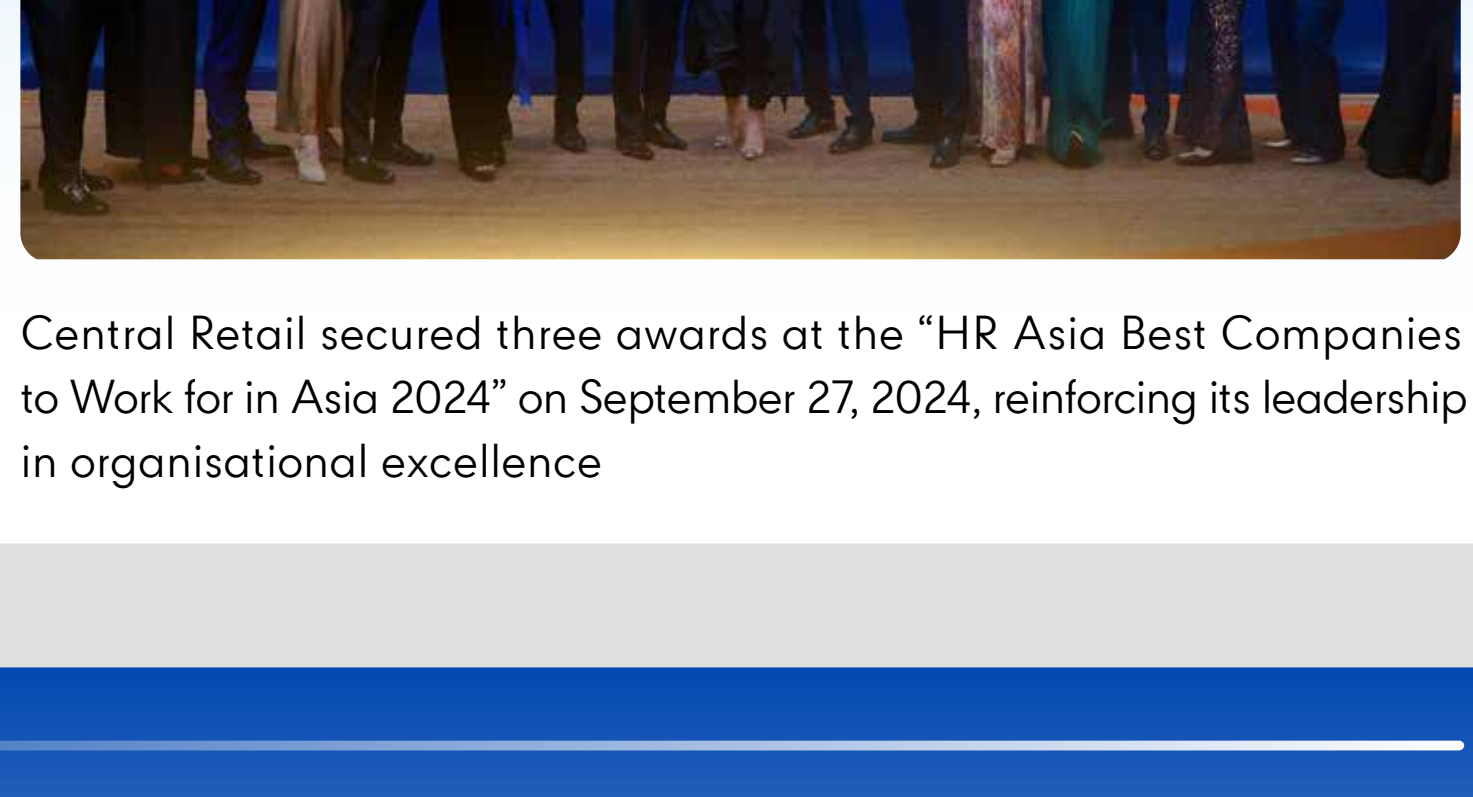 Central Retail secured three awards at the “HR Asia Best Companies
to Work for in Asia 2024” on September 27, 2024, reinforcing its leadership
in organisational excellence